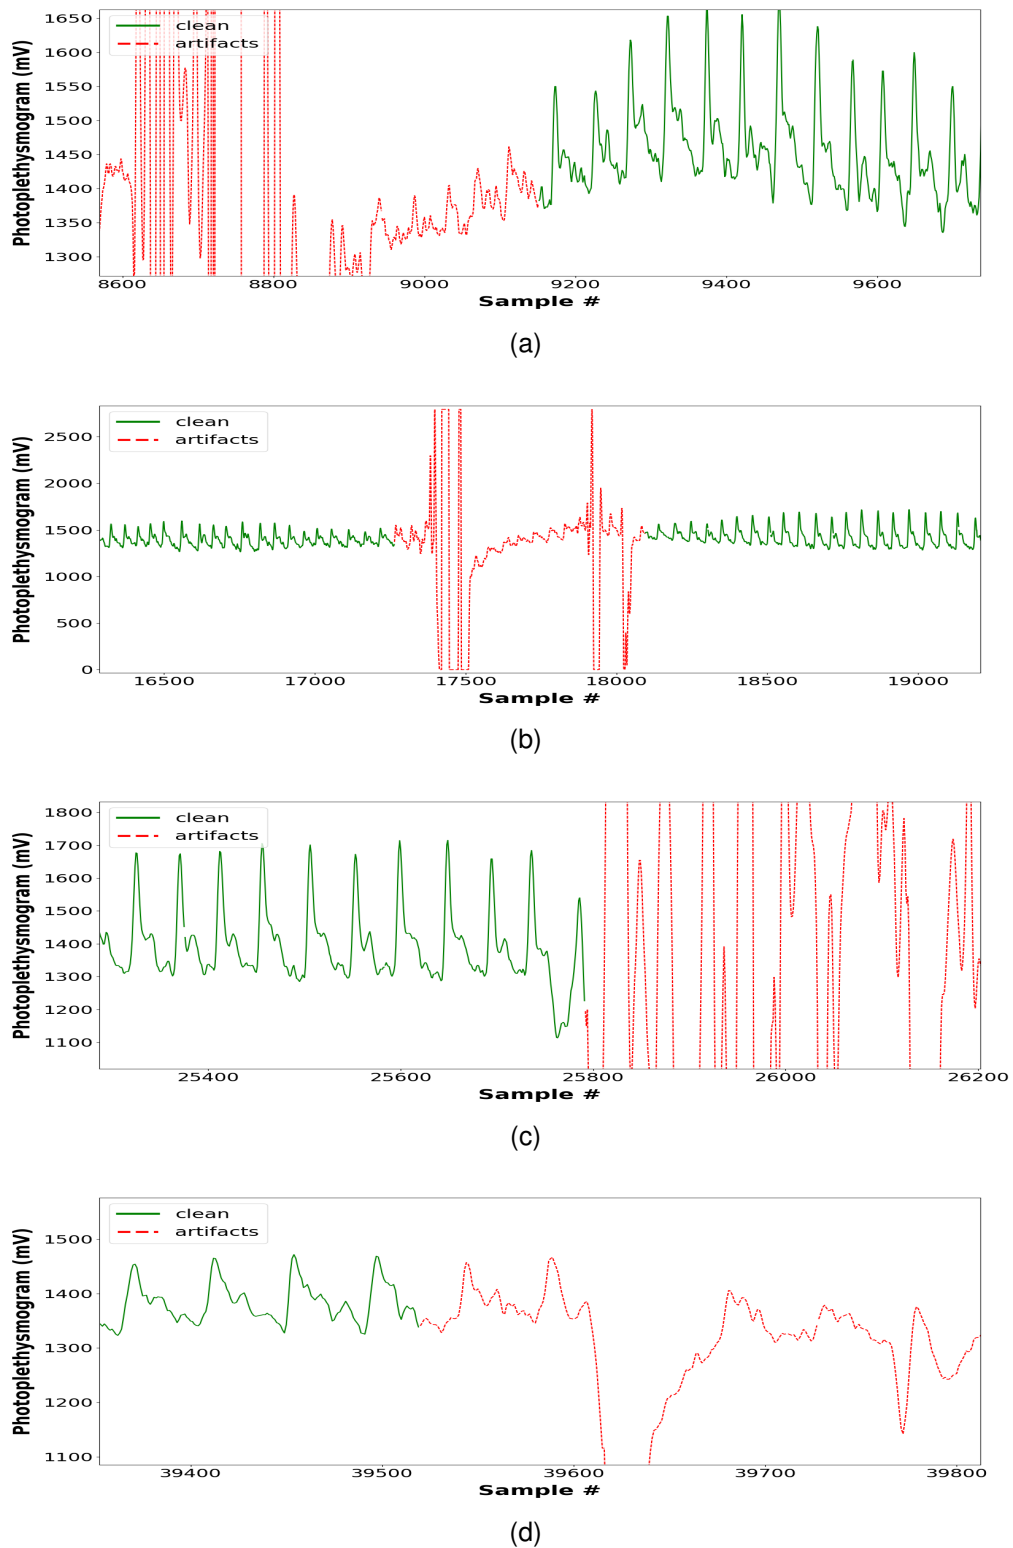 1650
1600
1550
1500
1450
1400
1350
1300
Photoplethysmogram (mV)
clean
artifacts
8600 8800 9000 9200 9400 9600
Sample #
(a)
2500
2000
1500
1000
500
0
Photoplethysmogram (mV)
clean
artifacts
16500 17000 17500 18000 18500 19000
Sample #
(b)
1800
1700
1600
1500
1400
1300
1200
1100
Photoplethysmogram (mV)
clean
artifacts
25400 25600 25800 26000 26200
Sample #
(c)
1500
1400
1300
1200
1100
Photoplethysmogram (mV)
clean
artifacts
39400 39500 39600 39700 39800
Sample #
(d)